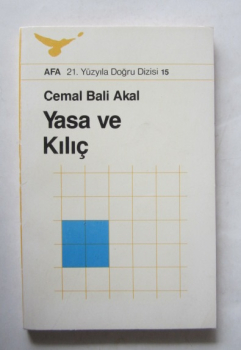 AFA 21. Yüzyıla Doğru Dizisi 15
Cemal Bali Akal
Yasa ve
Kılıç